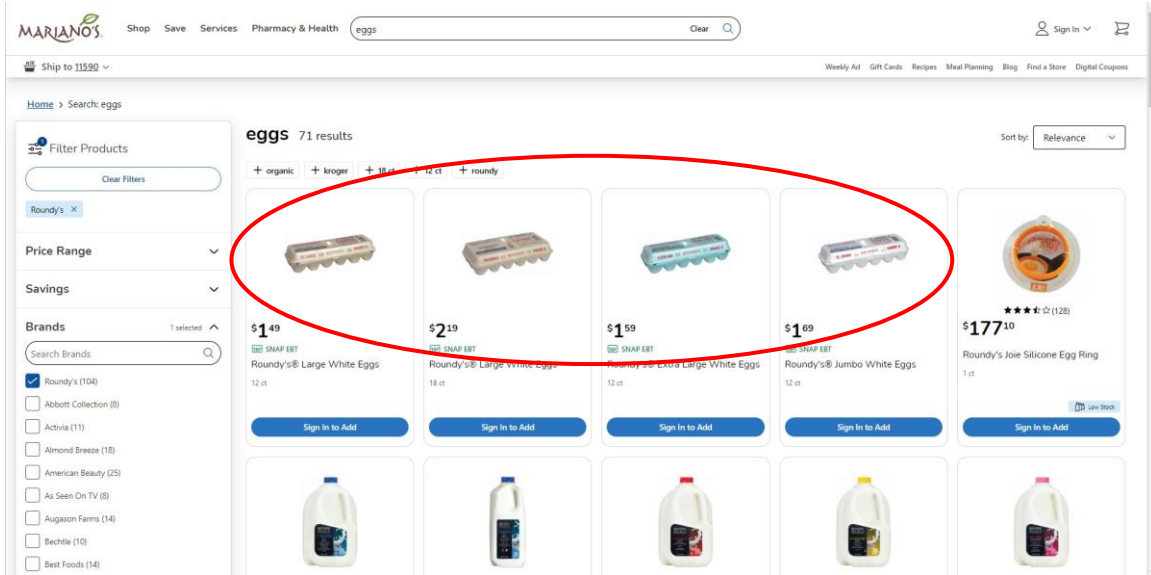 MARIANO'S.
Shop Save Services Pharmacy & Health eggs Clear Sign In
Ship to 11590
Weekly Ad Gift Cards Recipes Meal Planning Blog Find a Store Digital Coupons
Home > Search: eggs
Filter Products
Clear Filters
Roundy's ×
Price Range
Savings
Brands 1 selected
Search Brands
Roundy's (104)
Abbott Collection (8)
Activia (11)
Almond Breeze (18)
American Beauty (25)
As Seen On TV (8)
Augason Farms (14)
Bechtle (10)
Best Foods (14)
eggs 71 results
Sort by: Relevance
+ organic + kroger + 18 ct + 12 ct + roundy
$1 49
SNAP EBT
Roundy's® Large White Eggs
12 ct
Sign In to Add
$2 19
SNAP EBT
Roundy's® Large White Eggs
18 ct
Sign In to Add
$1 59
SNAP EBT
Roundy's® Extra Large White Eggs
12 ct
Sign In to Add
$1 69
SNAP EBT
Roundy's® Jumbo White Eggs
12 ct
Sign In to Add
(128)
$177 10
Roundy's Joie Silicone Egg Ring
1 ct
Low Stock
Sign In to Add